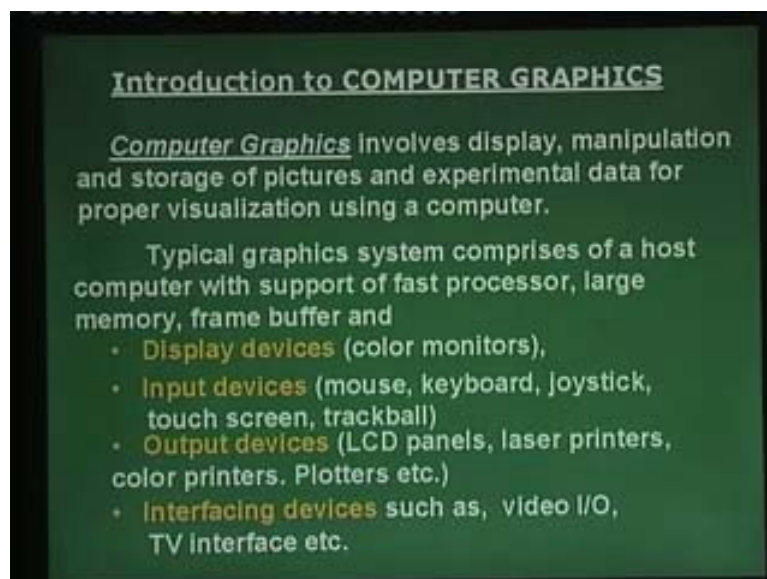 Introduction to COMPUTER GRAPHICS
Computer Graphics involves display, manipulation
and storage of pictures and experimental data for
proper visualization using a computer.
Typical graphics system comprises of a host
computer with support of fast processor, large
memory, frame buffer and
• Display devices (color monitors),
• Input devices (mouse, keyboard, joystick,
touch screen, trackball)
• Output devices (LCD panels, laser printers,
color printers. Plotters etc.)
• Interfacing devices such as, video I/O,
TV interface etc.